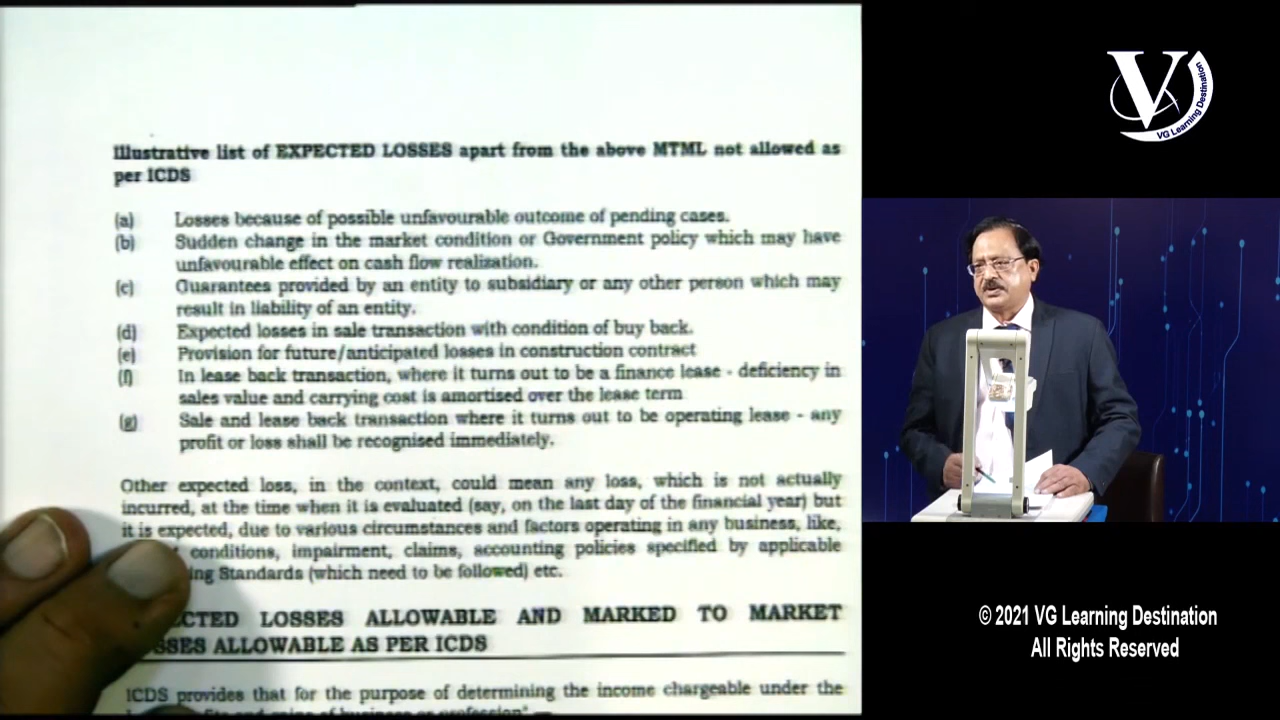 Illustrative list of EXPECTED LOSSES apart from the above MTML not allowed as
per ICDS
(a) Losses because of possible unfavourable outcome of pending cases.
(b) Sudden change in the market condition or Government policy which may have
unfavourable effect on cash flow realization.
(c) Guarantees provided by an entity to subsidiary or any other person which may
result in liability of an entity.
(d) Expected losses in sale transaction with condition of buy back.
(e) Provision for future/anticipated losses in construction contract
(f) In lease back transaction, where it turns out to be a finance lease - deficiency in
sales value and carrying cost is amortised over the lease term
(g) Sale and lease back transaction where it turns out to be operating lease - any
profit or loss shall be recognised immediately.
Other expected loss, in the context, could mean any loss, which is not actually
incurred, at the time when it is evaluated (say, on the last day of the financial year) but
it is expected, due to various circumstances and factors operating in any business, like,
conditions, impairment, claims, accounting policies specified by applicable
Standards (which need to be followed) etc.
LOSSES ALLOWABLE AND MARKED TO MARKET
ALLOWABLE AS PER ICDS
ICDS provides that for the purpose of determining the income chargeable under the
V
VG Learning Destination
© 2021 VG Learning Destination
All Rights Reserved